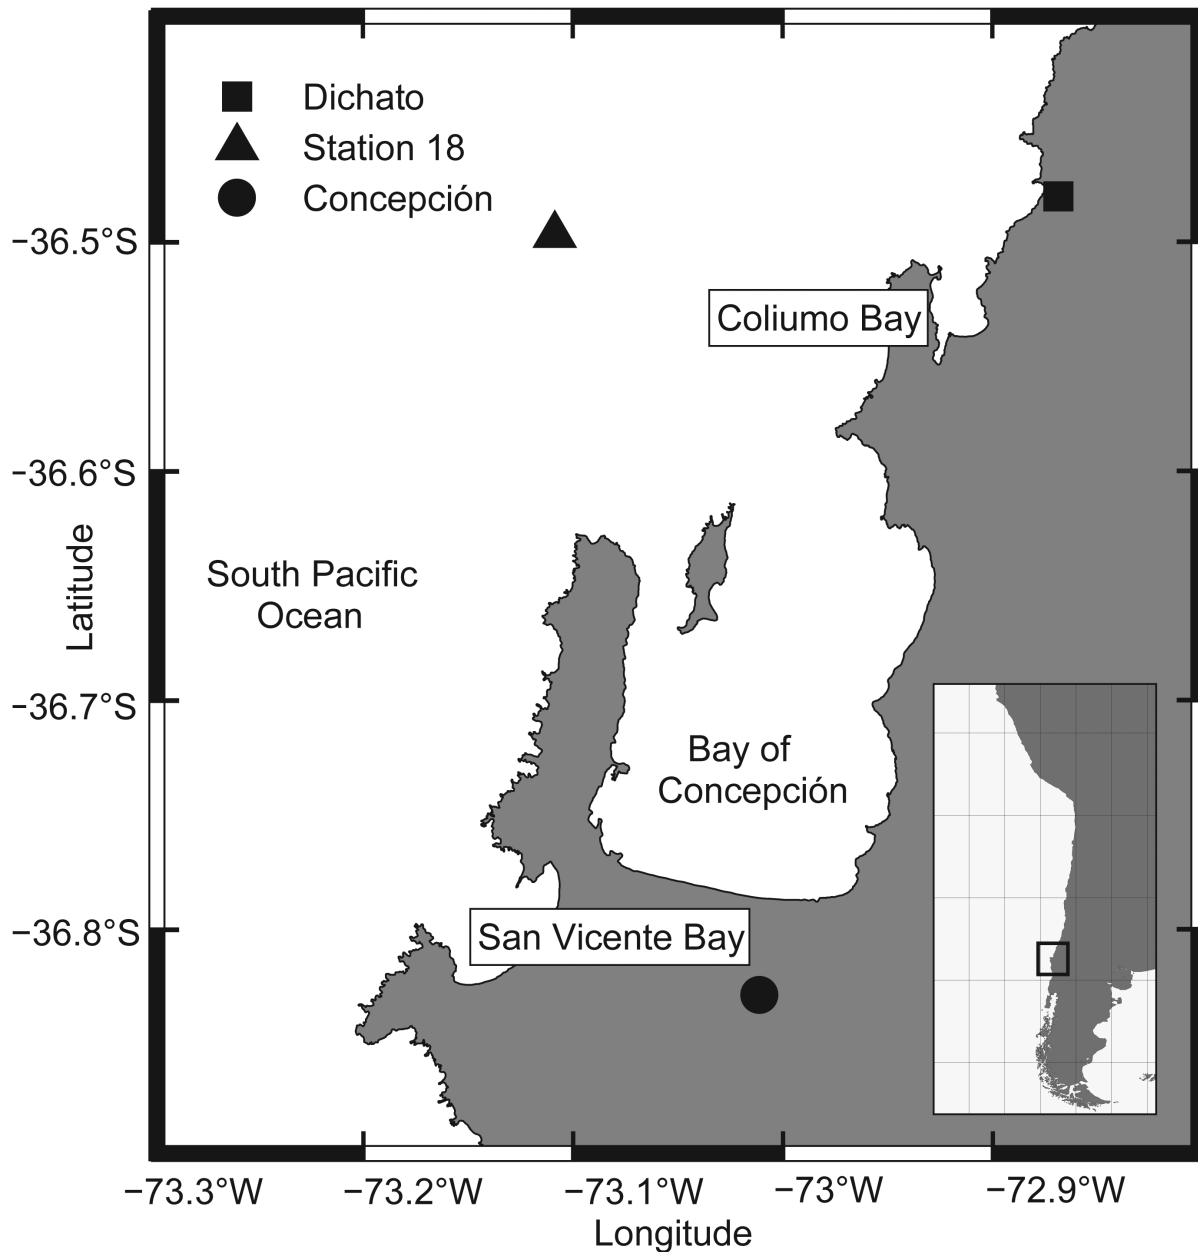 Dichato
Station 18
Concepción
−36.5°S
Coliumo Bay
−36.6°S
South Pacific
Ocean
Latitude
−36.7°S
Bay of
Concepción
−36.8°S
San Vicente Bay
−73.3°W
−73.2°W
−73.1°W
−73°W
−72.9°W
Longitude